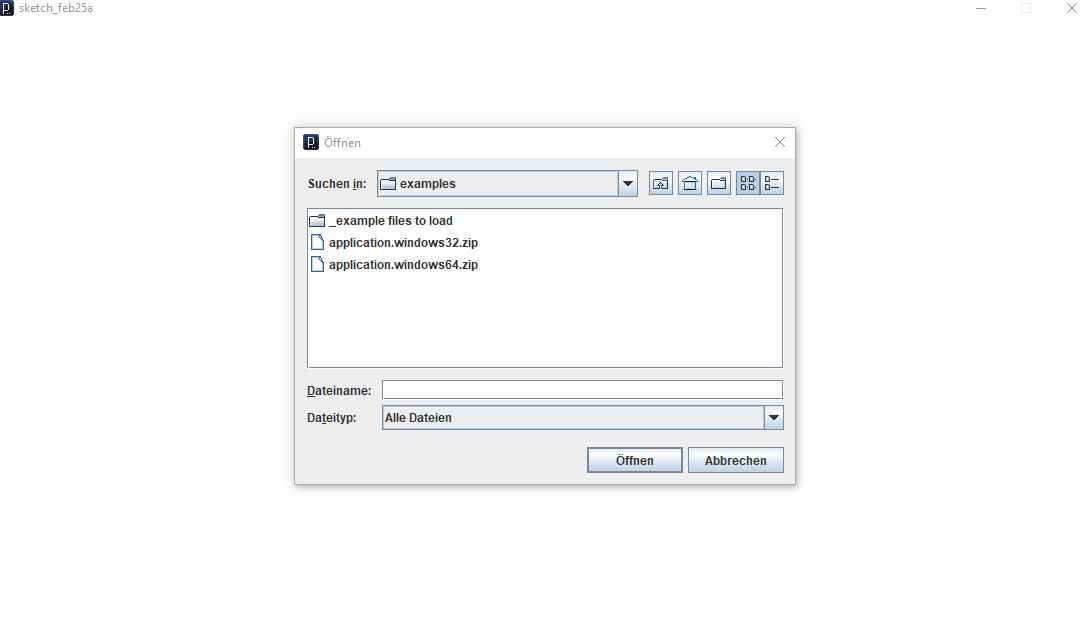 sketch_feb25a
Öffnen
Suchen in: examples
_example files to load
application.windows32.zip
application.windows64.zip
Dateiname:
Dateityp: Alle Dateien
Öffnen Abbrechen